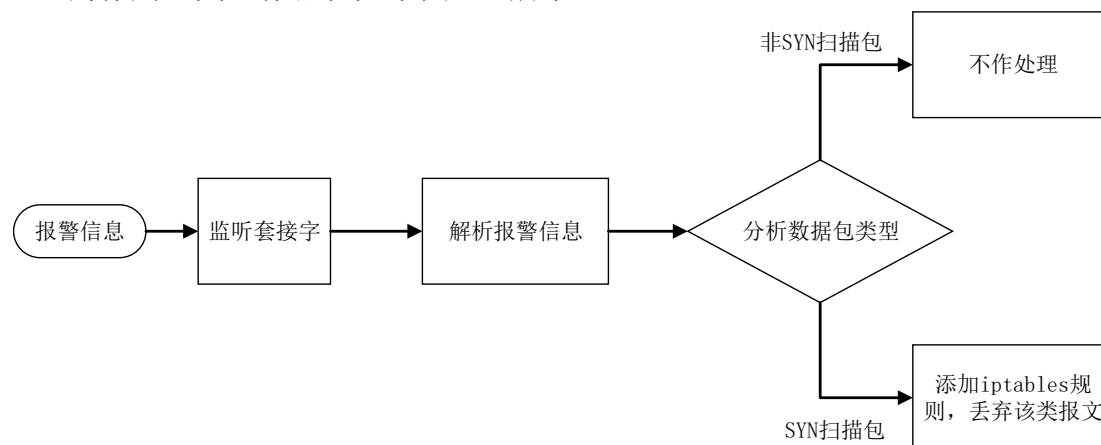 非SYN扫描包
不作处理
报警信息
监听套接字
解析报警信息
分析数据包类型
添加iptables规
则，丢弃该类报文
SYN扫描包